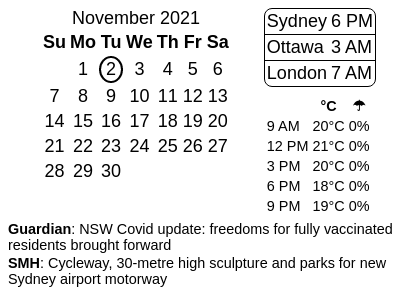 November 2021
Su Mo Tu We Th Fr Sa
1 2 3 4 5 6
7 8 9 10 11 12 13
14 15 16 17 18 19 20
21 22 23 24 25 26 27
28 29 30
Sydney 6 PM
Ottawa 3 AM
London 7 AM
°C ☂
9 AM 20°C 0%
12 PM 21°C 0%
3 PM 20°C 0%
6 PM 18°C 0%
9 PM 19°C 0%
Guardian: NSW Covid update: freedoms for fully vaccinated
residents brought forward
SMH: Cycleway, 30-metre high sculpture and parks for new
Sydney airport motorway